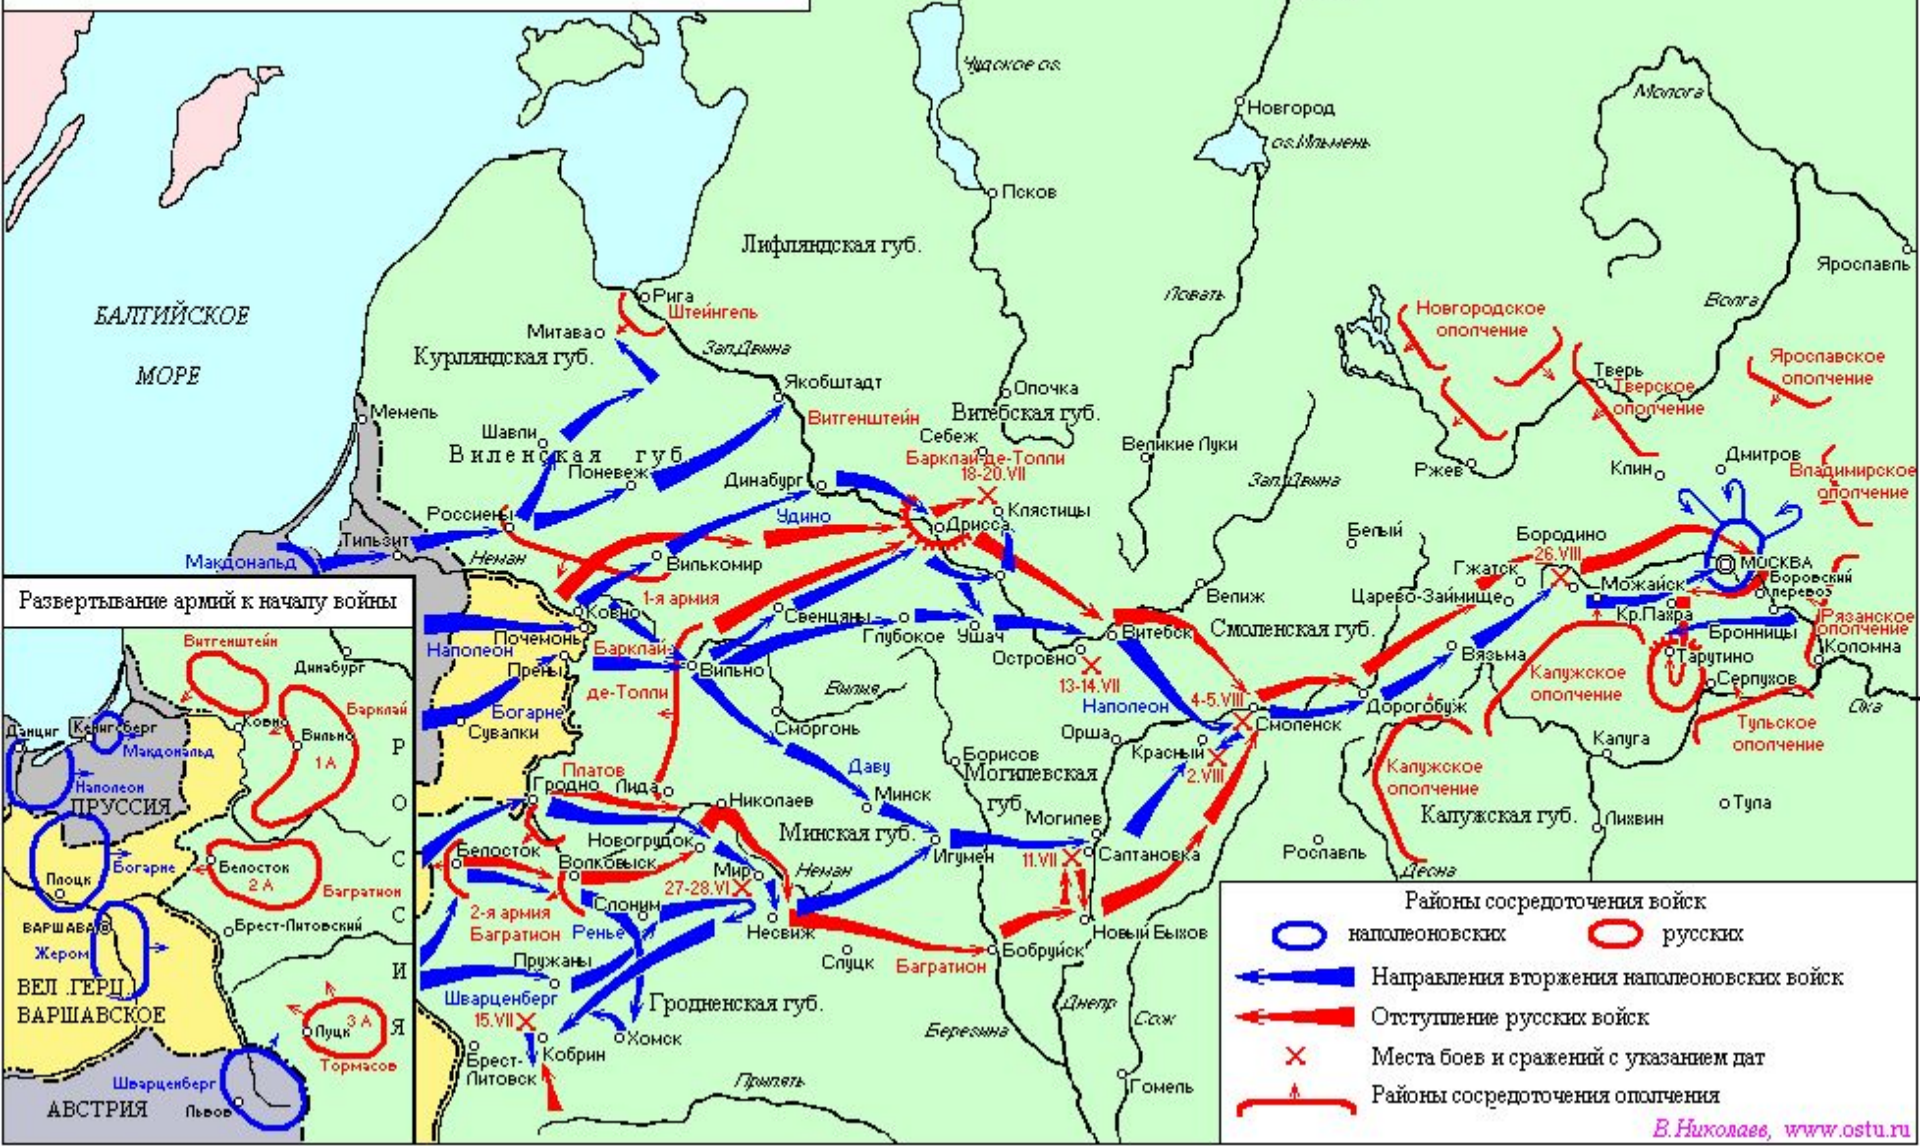 Чудское оз.
Новгород
оз.Ильмень
Молога
Псков
Лифляндская губ.
Ярославль
Ловать
Волга
БАЛТИЙСКОЕ
МОРЕ
Рига
Штейнгель
Митава
Зап.Двина
Курляндская губ.
Новгородское
ополчение
Ярославское
ополчение
Тверь
Тверское
ополчение
Якобштадт
Опочка
Мемель
Витгенштейн
Витебская губ.
Шавли
Себеж
Великие Луки
Виленская губ
Барклай-де-Толли
18-20.VII
Поневеж
Динабург
Зап.Двина
Ржев
Клин
Дмитров
Владимирское
ополчение
Россиены
Удино
Клястицы
Дрисса
Тильзит
Неман
Белый
Бородино
26.VIII
Макдональд
Вилькомир
Гжатск
МОСКВА
Боровский
перевоз
Можайск
1-я армия
Велиж
Царево-Займище
Кр.Пахра
Рязанское
ополчение
Ковно
Свенцяны
Почемонь
Глубокое
Ушач
Витебск
Смоленская губ.
Бронницы
Наполеон
Барклай-
де-Толли
Вильно
Островно
Вязьма
Тарутино
Коломна
Прены
13-14.VII
Калужское
ополчение
Серпухов
Вилия
Наполеон
4-5.VIII
Дорогобуж
Ока
Богарне
Сувалки
Сморгонь
Смоленск
Тульское
ополчение
Орша
Красный
2.VIII
Калуга
Борисов
Могилевская
губ.
Даву
Платов
Калужское
ополчение
Гродно
Лида
Николаев
Минск
Тула
Минская губ.
Могилев
Калужская губ.
Лихвин
Новогрудок
Белосток
Волковыск
Игумен
11.VII
Салтановка
Рославль
Мир
Неман
Десна
27-28.VI
Слоним
2-я армия
Багратион
Ренье
Несвиж
Новый Быхов
Бобруйск
Слуцк
Багратион
Пружаны
Шварценберг
15.VII
Гродненская губ.
Днепр
Сож
Березина
Хомск
Кобрин
Брест-
Литовск
Припять
Гомель
Развертывание армий к началу войны
Витгенштейн
Динабург
Ковно
Барклай
Данциг
Кенигсберг
Вильно
Р
Макдональд
1 А
Наполеон
ПРУССИЯ
О
Белосток
С
Богарне
2 А
Плоцк
Багратион
С
ВАРШАВА
Брест-Литовский
Жером
И
ВЕЛ .ГЕРЦ.
ВАРШАВСКОЕ
Луцк
3 А
Я
Тормасов
Шварценберг
АВСТРИЯ
Львов
Районы сосредоточения войск
наполеоновских
русских
Направления вторжения наполеоновских войск
Отступление русских войск
Места боев и сражений с указанием дат
Районы сосредоточения ополчения
В.Николаев, www.ostu.ru